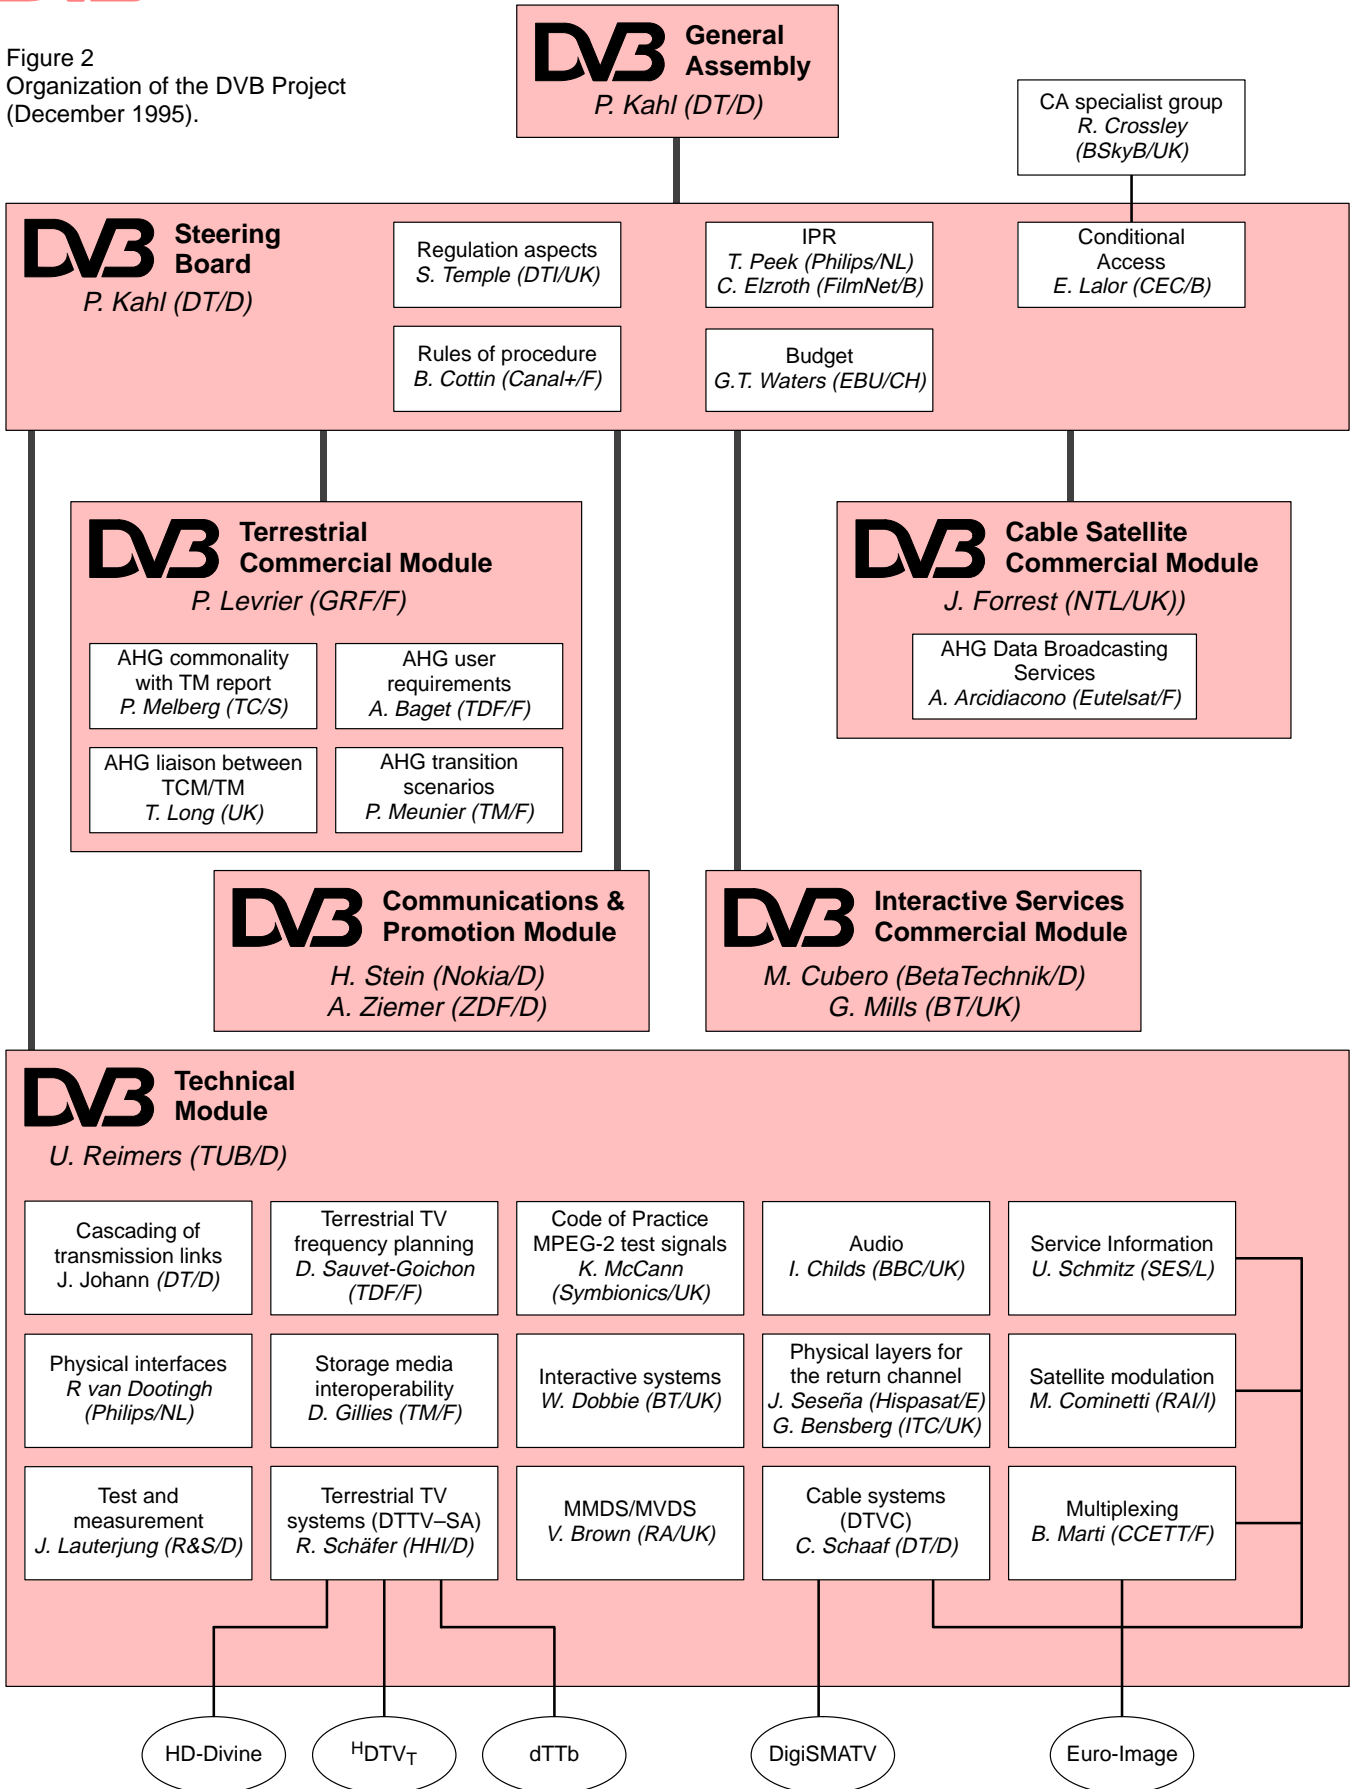 Figure 2
Organization of the DVB Project
(December 1995).
DVB
General
Assembly
P. Kahl (DT/D)
CA specialist group
R. Crossley
(BSkyB/UK)
DVB
Steering
Board
P. Kahl (DT/D)
Regulation aspects
S. Temple (DTI/UK)
IPR
T. Peek (Philips/NL)
C. Elzroth (FilmNet/B)
Conditional
Access
E. Lalor (CEC/B)
Rules of procedure
B. Cottin (Canal+/F)
Budget
G.T. Waters (EBU/CH)
DVB
Terrestrial
Commercial Module
P. Levrier (GRF/F)
AHG commonality
with TM report
P. Melberg (TC/S)
AHG user
requirements
A. Baget (TDF/F)
AHG liaison between
TCM/TM
T. Long (UK)
AHG transition
scenarios
P. Meunier (TM/F)
DVB
Cable Satellite
Commercial Module
J. Forrest (NTL/UK))
AHG Data Broadcasting
Services
A. Arcidiacono (Eutelsat/F)
DVB
Communications &
Promotion Module
H. Stein (Nokia/D)
A. Ziemer (ZDF/D)
DVB
Interactive Services
Commercial Module
M. Cubero (BetaTechnik/D)
G. Mills (BT/UK)
DVB
Technical
Module
U. Reimers (TUB/D)
Cascading of
transmission links
J. Johann (DT/D)
Terrestrial TV
frequency planning
D. Sauvet-Goichon
(TDF/F)
Code of Practice
MPEG-2 test signals
K. McCann
(Symbionics/UK)
Audio
I. Childs (BBC/UK)
Service Information
U. Schmitz (SES/L)
Physical interfaces
R van Dootingh
(Philips/NL)
Storage media
interoperability
D. Gillies (TM/F)
Interactive systems
W. Dobbie (BT/UK)
Physical layers for
the return channel
J. Seseña (Hispasat/E)
G. Bensberg (ITC/UK)
Satellite modulation
M. Cominetti (RAI/I)
Test and
measurement
J. Lauterjung (R&S/D)
Terrestrial TV
systems (DTTV–SA)
R. Schäfer (HHI/D)
MMDS/MVDS
V. Brown (RA/UK)
Cable systems
(DTVC)
C. Schaaf (DT/D)
Multiplexing
B. Marti (CCETT/F)
HD-Divine
HDTVT
dTTb
DigiSMATV
Euro-Image